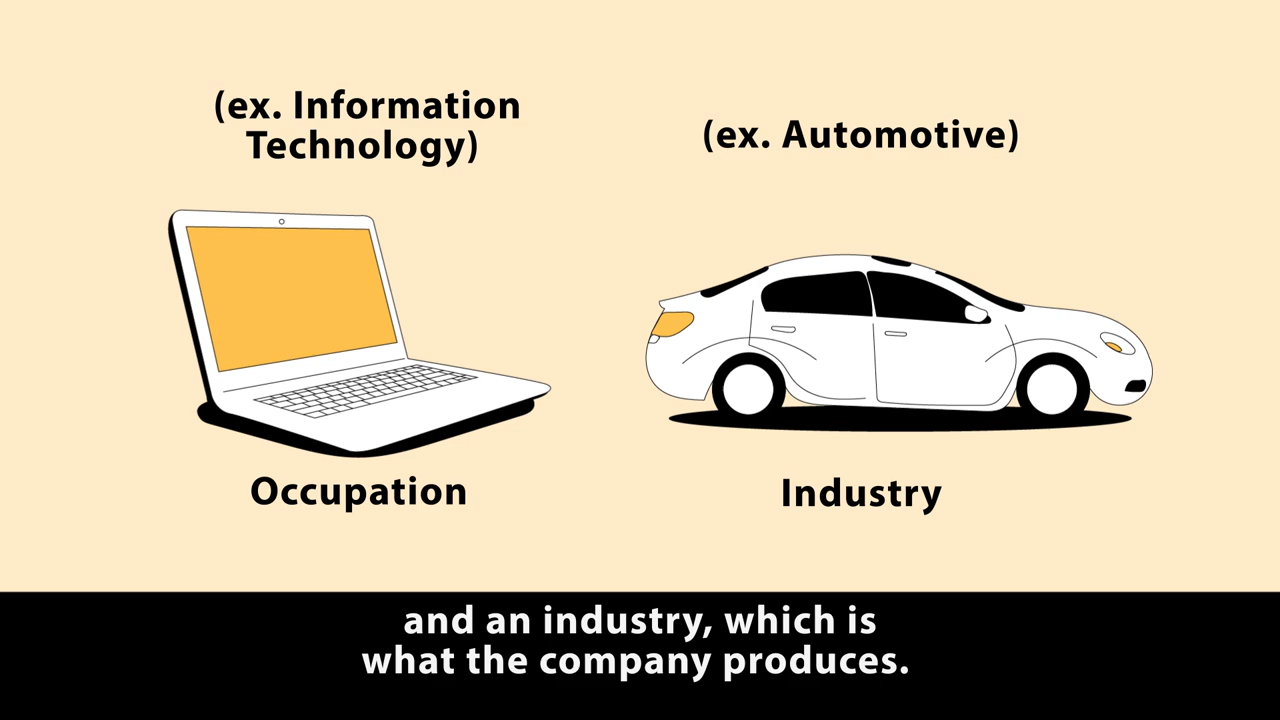 (ex. Information
Technology)
(ex. Automotive)
Occupation
Industry
and an industry, which is
what the company produces.